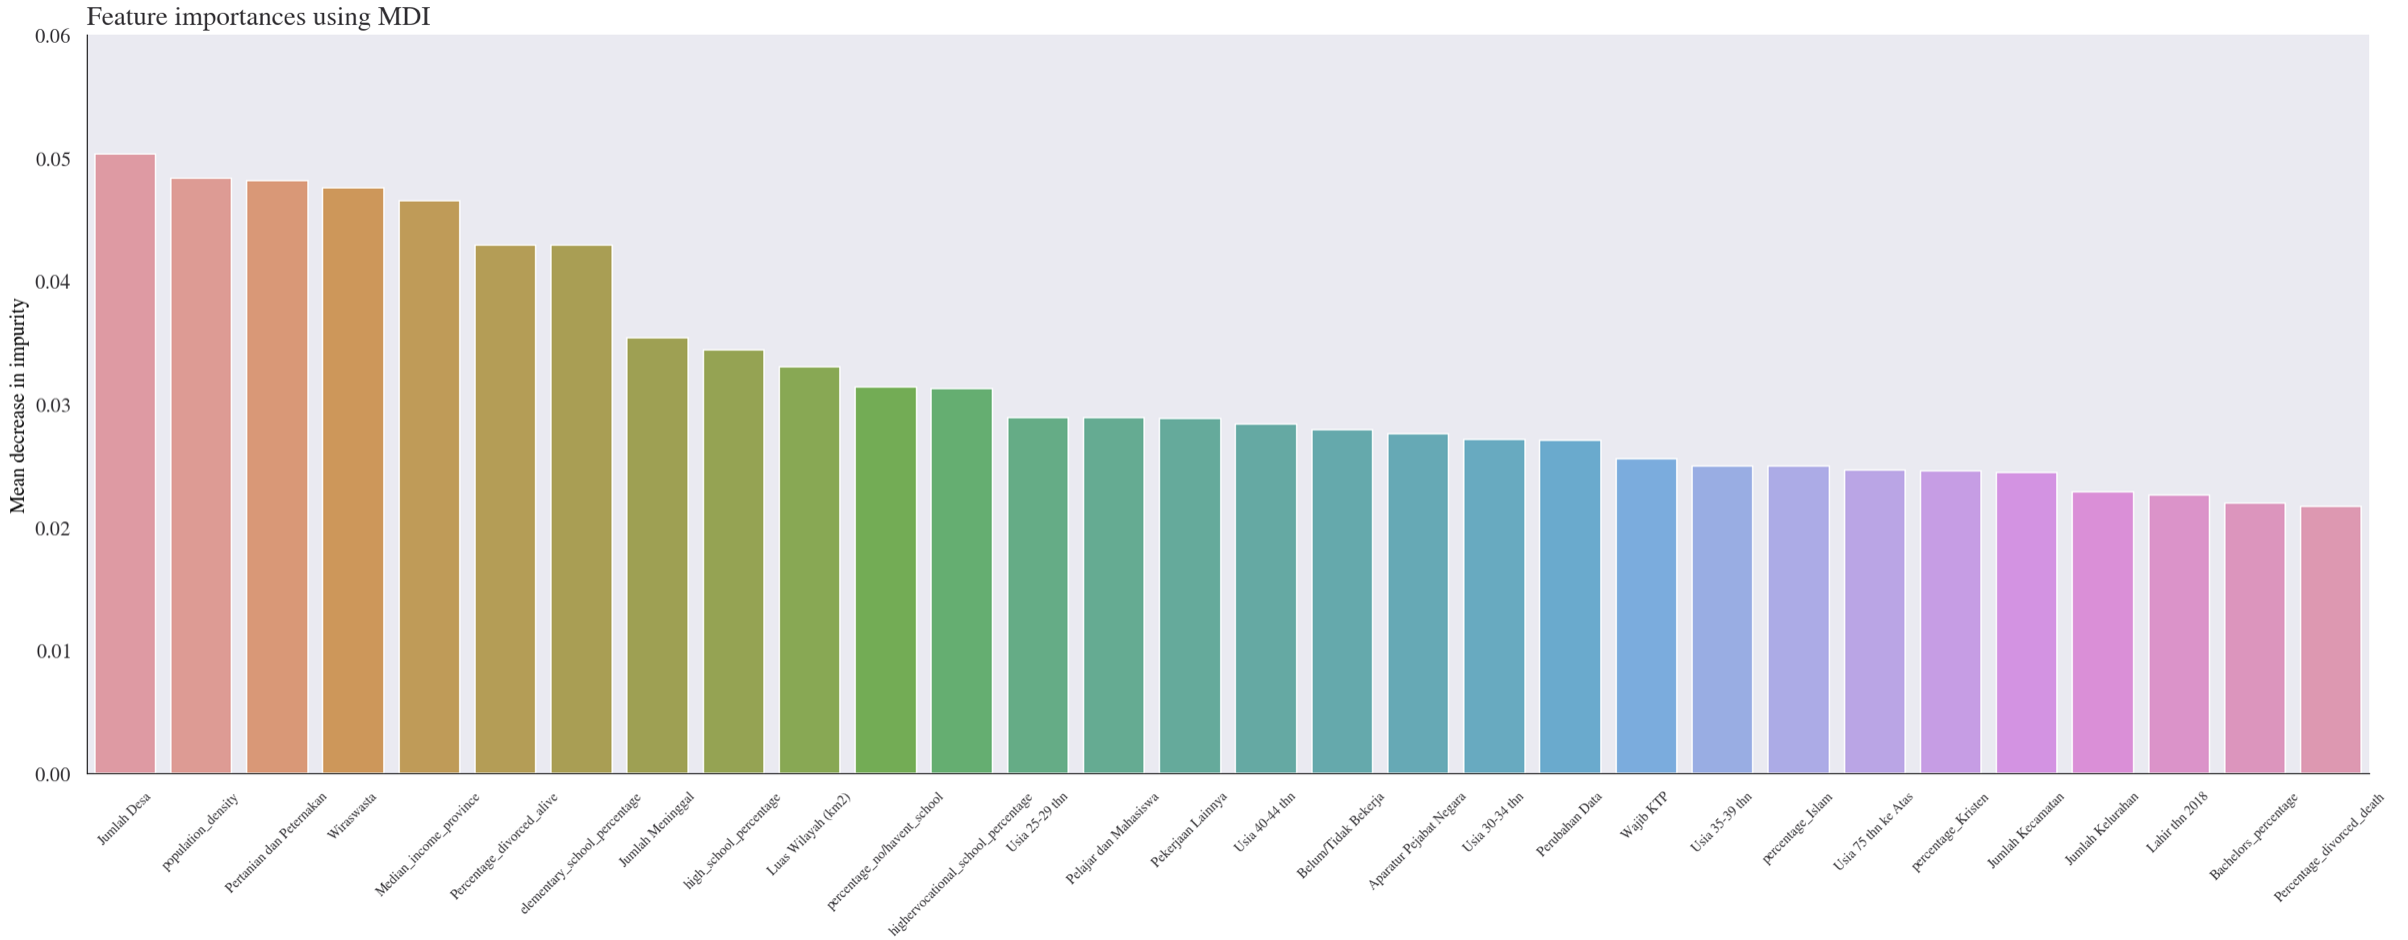 Feature importances using MDI
Mean decrease in impurity
0.06
0.05
0.04
0.03
0.02
0.01
0.00
Jumlah Desa
population_density
Pertanian dan Peternakan
Wiraswasta
Median_income_province
Percentage_divorced_alive
elementary_school_percentage
Jumlah Meninggal
high_school_percentage
Luas Wilayah (km2)
percentage_no/havent_school
highervocational_school_percentage
Usia 25-29 thn
Pelajar dan Mahasiswa
Pekerjaan Lainnya
Usia 40-44 thn
Belum/Tidak Bekerja
Aparatur Pejabat Negara
Usia 30-34 thn
Perubahan Data
Wajib KTP
Usia 35-39 thn
percentage_Islam
Usia 75 thn ke Atas
percentage_Kristen
Jumlah Kecamatan
Jumlah Kelurahan
Lahir thn 2018
Bachelors_percentage
Percentage_divorced_death